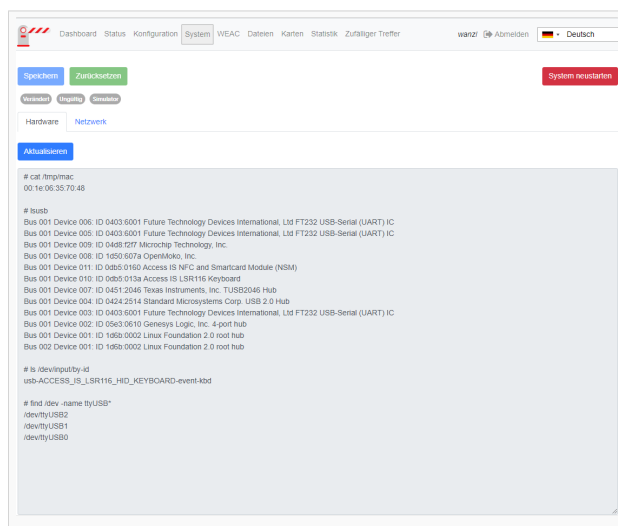 Dashboard Status Konfiguration System WEAC Dateien Karten Statistik Zufälliger Treffer wanzl Abmelden Deutsch
Speichern Zurücksetzen System neustarten
Verändert Ungültig Simulator
Hardware Netzwerk
Aktualisieren
# cat /tmp/mac
00:1e:06:35:70:48
# lsusb
Bus 001 Device 006: ID 0403:6001 Future Technology Devices International, Ltd FT232 USB-Serial (UART) IC
Bus 001 Device 005: ID 0403:6001 Future Technology Devices International, Ltd FT232 USB-Serial (UART) IC
Bus 001 Device 009: ID 04d8:f2f7 Microchip Technology, Inc.
Bus 001 Device 008: ID 1d50:607a OpenMoko, Inc.
Bus 001 Device 011: ID 0db5:0160 Access IS NFC and Smartcard Module (NSM)
Bus 001 Device 010: ID 0db5:013a Access IS LSR116 Keyboard
Bus 001 Device 007: ID 0451:2046 Texas Instruments, Inc. TUSB2046 Hub
Bus 001 Device 004: ID 0424:2514 Standard Microsystems Corp. USB 2.0 Hub
Bus 001 Device 003: ID 0403:6001 Future Technology Devices International, Ltd FT232 USB-Serial (UART) IC
Bus 001 Device 002: ID 05e3:0610 Genesys Logic, Inc. 4-port hub
Bus 001 Device 001: ID 1d6b:0002 Linux Foundation 2.0 root hub
Bus 002 Device 001: ID 1d6b:0002 Linux Foundation 2.0 root hub
# ls /dev/input/by-id
usb-ACCESS_IS_LSR116_HID_KEYBOARD-event-kbd
# find /dev -name ttyUSB*
/dev/ttyUSB2
/dev/ttyUSB1
/dev/ttyUSB0